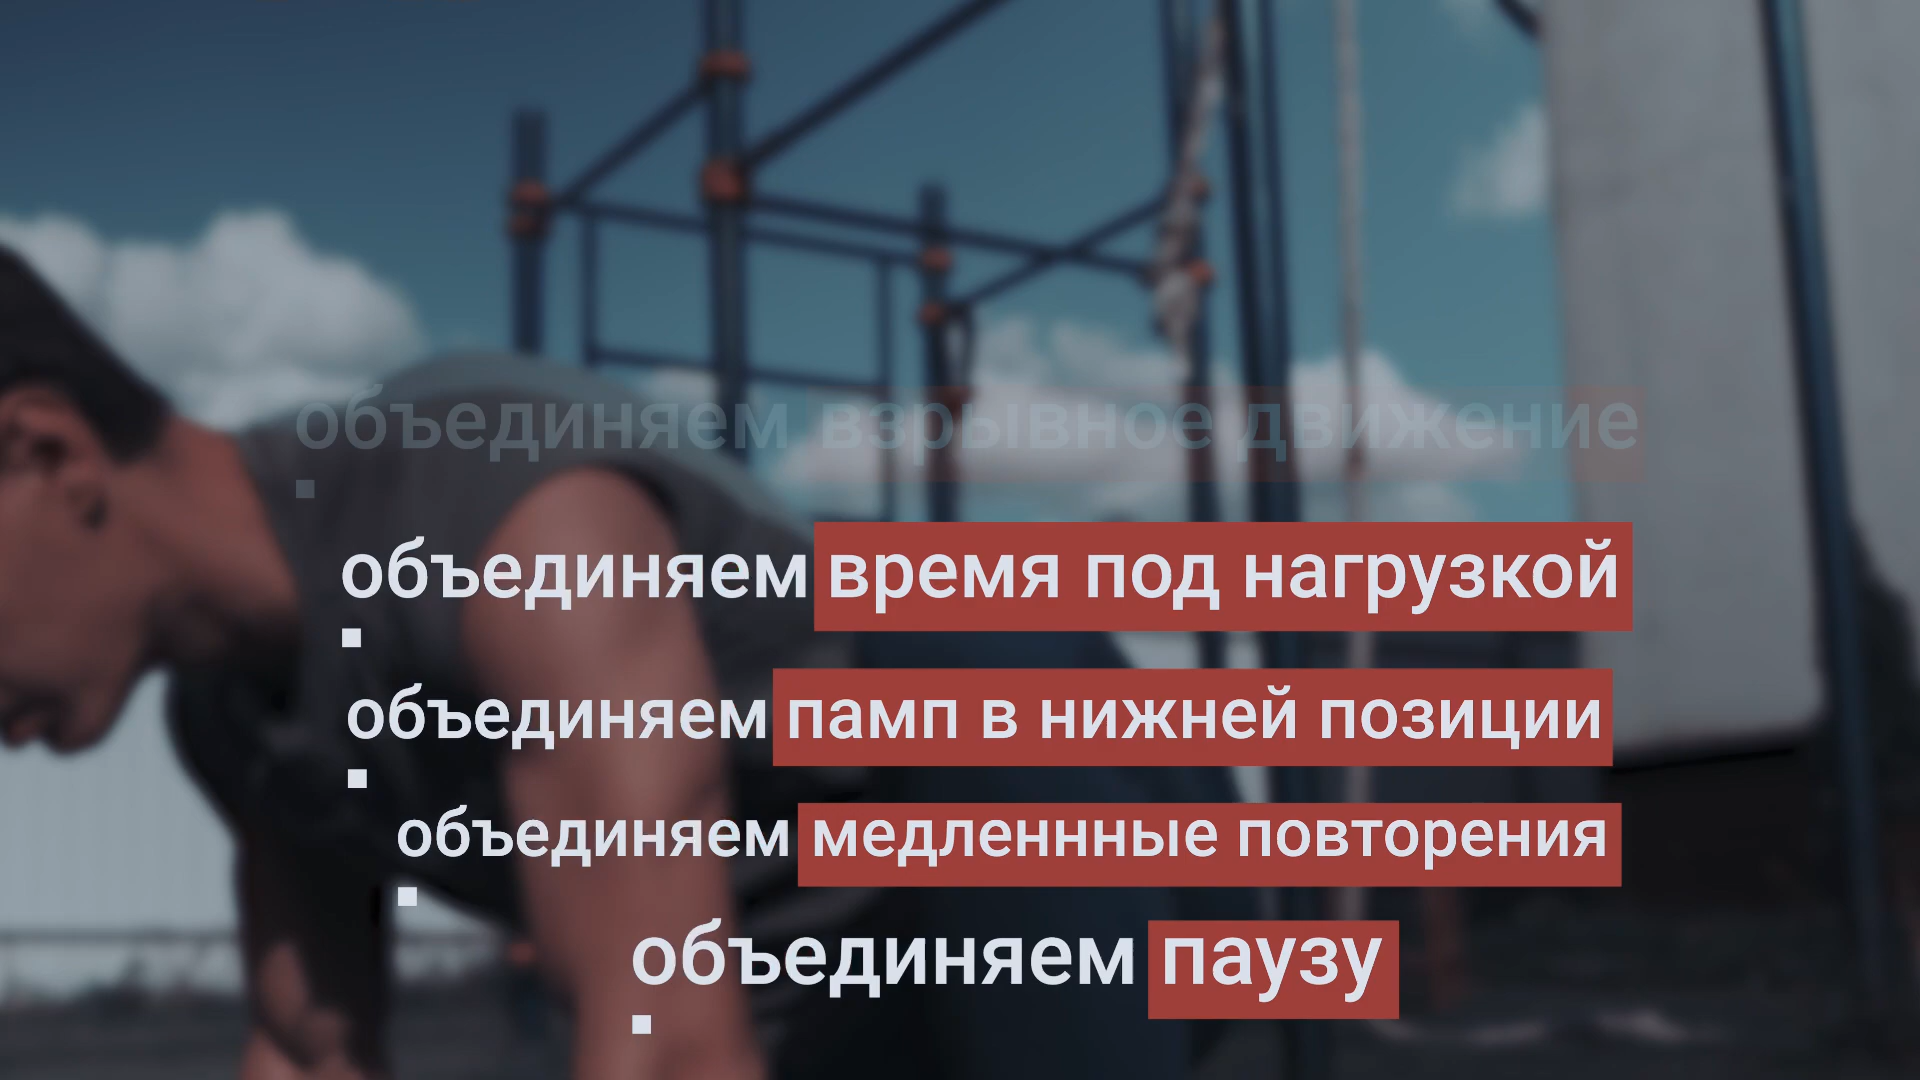 объединяем взрывное движение
объединяем время под нагрузкой
объединяем памп в нижней позиции
объединяем медленнные повторения
объединяем паузу